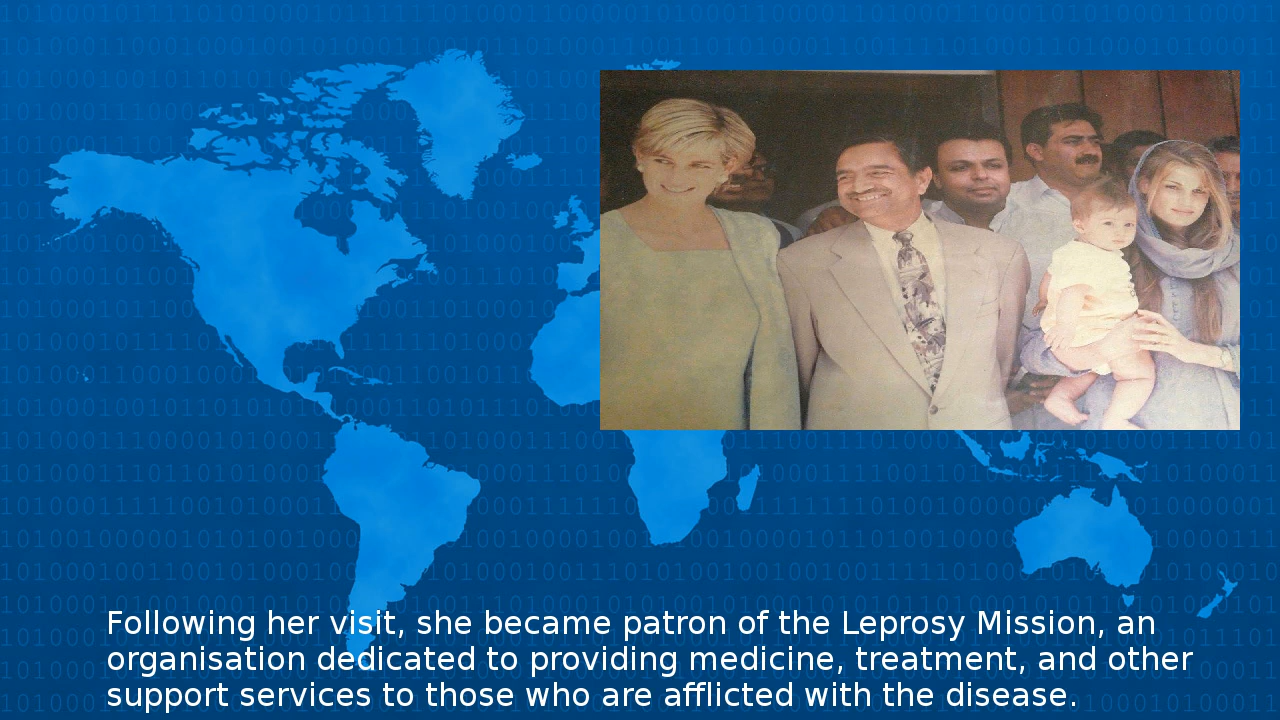 Following her visit, she became patron of the Leprosy Mission, an
organisation dedicated to providing medicine, treatment, and other
support services to those who are afflicted with the disease.